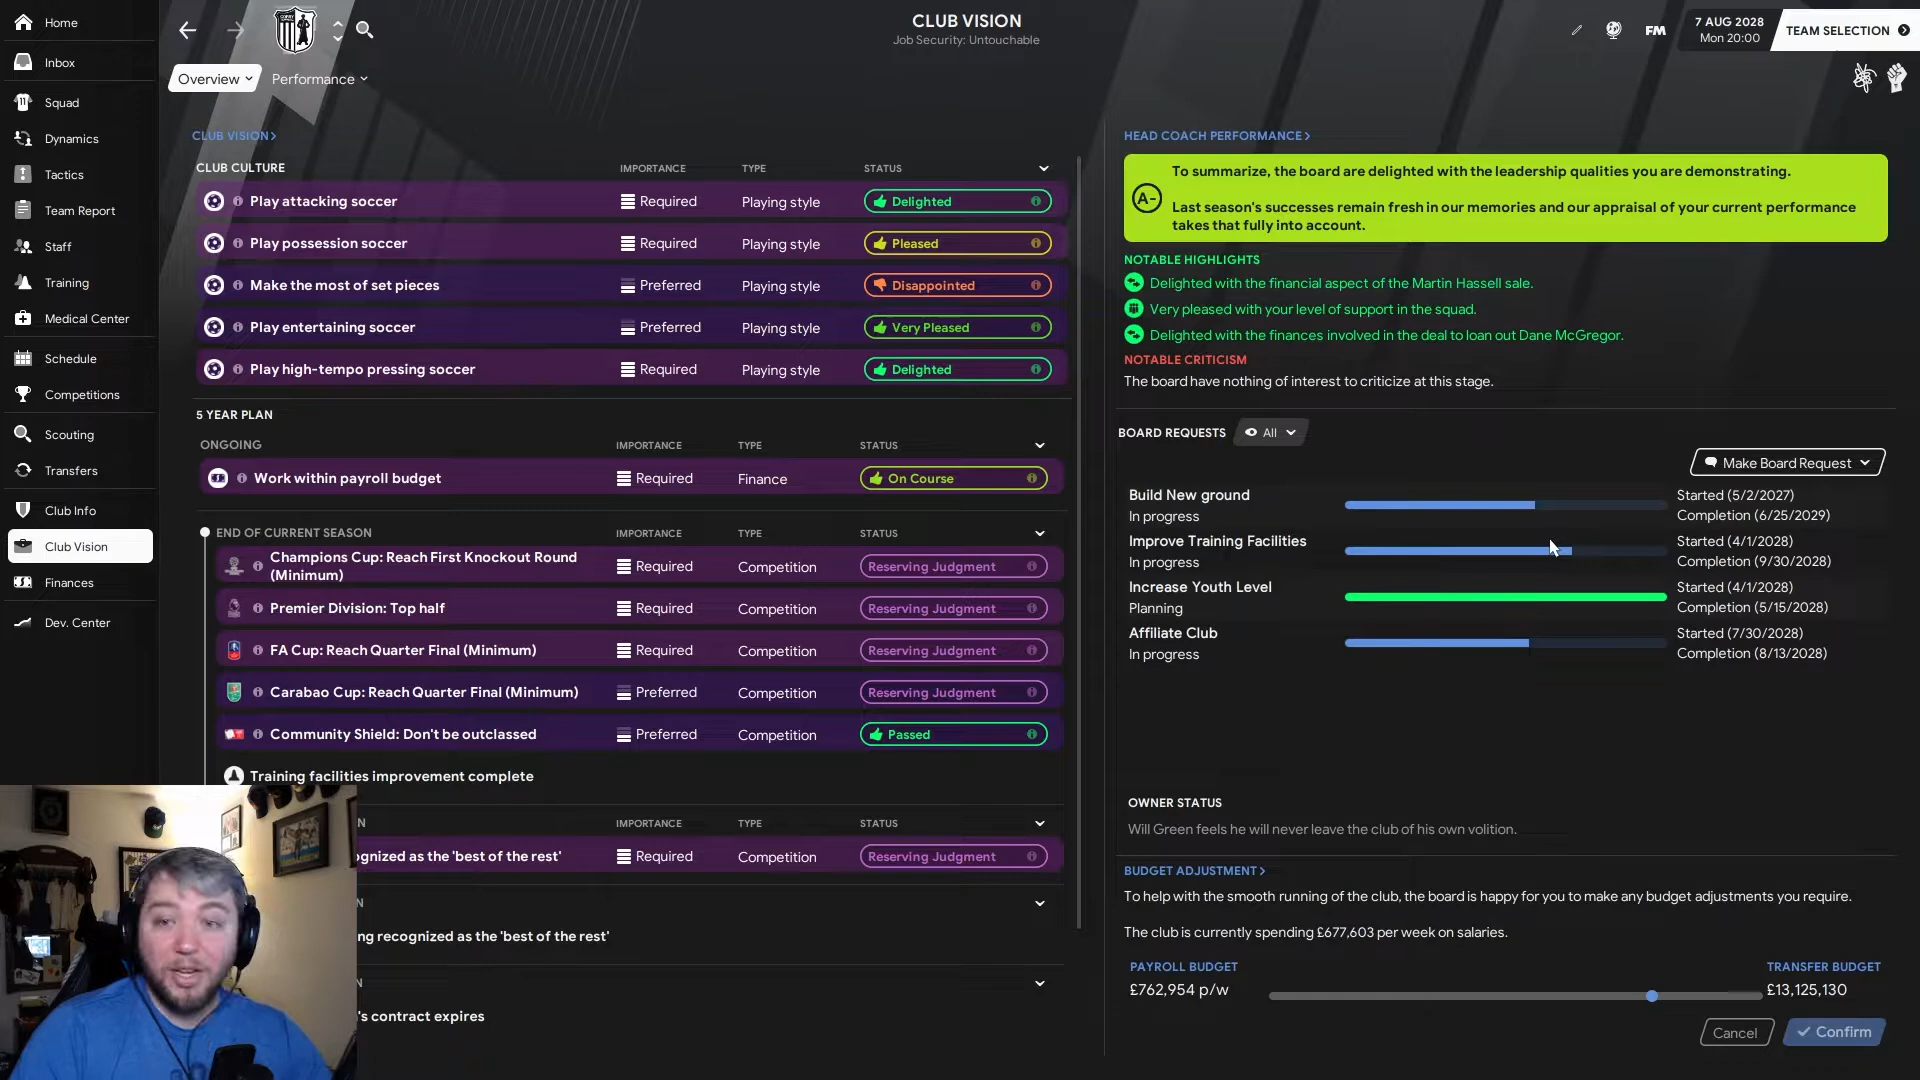 Home
Inbox
Squad
Dynamics
Tactics
Team Report
Staff
Training
Medical Center
Schedule
Competitions
Scouting
Transfers
Club Info
Club Vision
Finances
Dev. Center
CLUB VISION
Job Security: Untouchable
FM
7 AUG 2028
Mon 20:00
TEAM SELECTION
Overview
Performance
CLUB VISION
CLUB CULTURE IMPORTANCE TYPE STATUS
Play attacking soccer Required Playing style Delighted
Play possession soccer Required Playing style Pleased
Make the most of set pieces Preferred Playing style Disappointed
Play entertaining soccer Preferred Playing style Very Pleased
Play high-tempo pressing soccer Required Playing style Delighted
5 YEAR PLAN
ONGOING IMPORTANCE TYPE STATUS
Work within payroll budget Required Finance On Course
END OF CURRENT SEASON IMPORTANCE TYPE STATUS
Champions Cup: Reach First Knockout Round
(Minimum) Required Competition Reserving Judgment
Premier Division: Top half Required Competition Reserving Judgment
FA Cup: Reach Quarter Final (Minimum) Required Competition Reserving Judgment
Carabao Cup: Reach Quarter Final (Minimum) Preferred Competition Reserving Judgment
Community Shield: Don't be outclassed Preferred Competition Passed
Training facilities improvement complete
N IMPORTANCE TYPE STATUS
ognized as the 'best of the rest' Required Competition Reserving Judgment
N
ng recognized as the 'best of the rest'
N
's contract expires
HEAD COACH PERFORMANCE
A-
To summarize, the board are delighted with the leadership qualities you are demonstrating.
Last season's successes remain fresh in our memories and our appraisal of your current performance
takes that fully into account.
NOTABLE HIGHLIGHTS
Delighted with the financial aspect of the Martin Hassell sale.
Very pleased with your level of support in the squad.
Delighted with the finances involved in the deal to loan out Dane McGregor.
NOTABLE CRITICISM
The board have nothing of interest to criticize at this stage.
BOARD REQUESTS All
Make Board Request
Build New ground Started (5/2/2027)
In progress Completion (6/25/2029)
Improve Training Facilities Started (4/1/2028)
In progress Completion (9/30/2028)
Increase Youth Level Started (4/1/2028)
Planning Completion (5/15/2028)
Affiliate Club Started (7/30/2028)
In progress Completion (8/13/2028)
OWNER STATUS
Will Green feels he will never leave the club of his own volition.
BUDGET ADJUSTMENT
To help with the smooth running of the club, the board is happy for you to make any budget adjustments you require.
The club is currently spending £677,603 per week on salaries.
PAYROLL BUDGET TRANSFER BUDGET
£762,954 p/w £13,125,130
Cancel Confirm